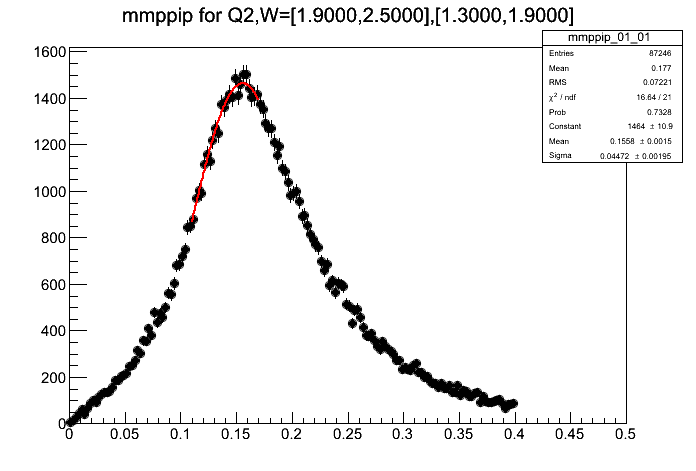 mmppip for Q2,W=[1.9000,2.5000],[1.3000,1.9000]
mmppip_01_01
Entries 87246
Mean 0.177
RMS 0.07221
χ² / ndf 16.64 / 21
Prob 0.7328
Constant 1464 ± 10.9
Mean 0.1558 ± 0.0015
Sigma 0.04472 ± 0.00195
1600
1400
1200
1000
800
600
400
200
0
0 0.05 0.1 0.15 0.2 0.25 0.3 0.35 0.4 0.45 0.5